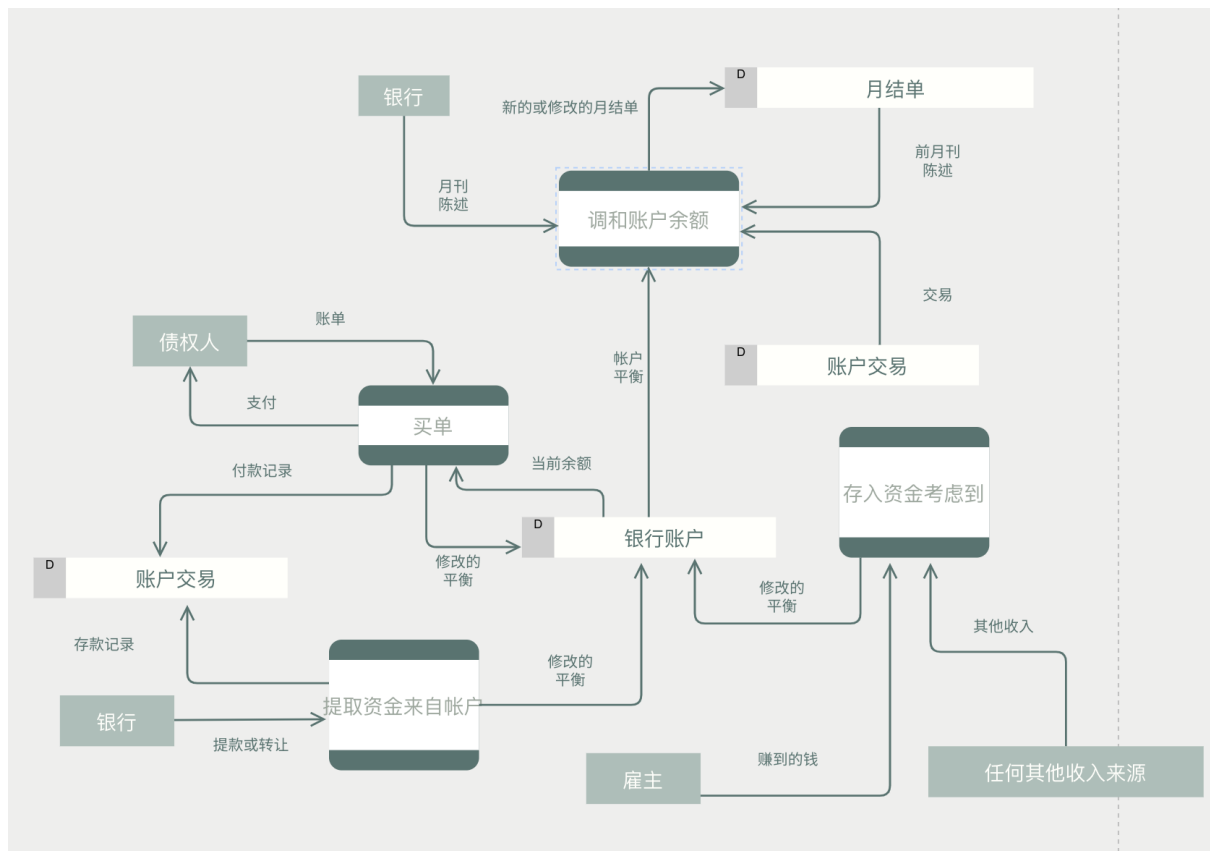 D
月结单
银行
新的或修改的月结单
前月刊
陈述
月刊
陈述
调和账户余额
交易
账单
债权人
D
账户交易
帐户
平衡
支付
买单
当前余额
付款记录
存入资金考虑到
D
银行账户
D
账户交易
修改的
平衡
修改的
平衡
其他收入
存款记录
修改的
平衡
提取资金来自帐户
银行
提款或转让
赚到的钱
雇主
任何其他收入来源